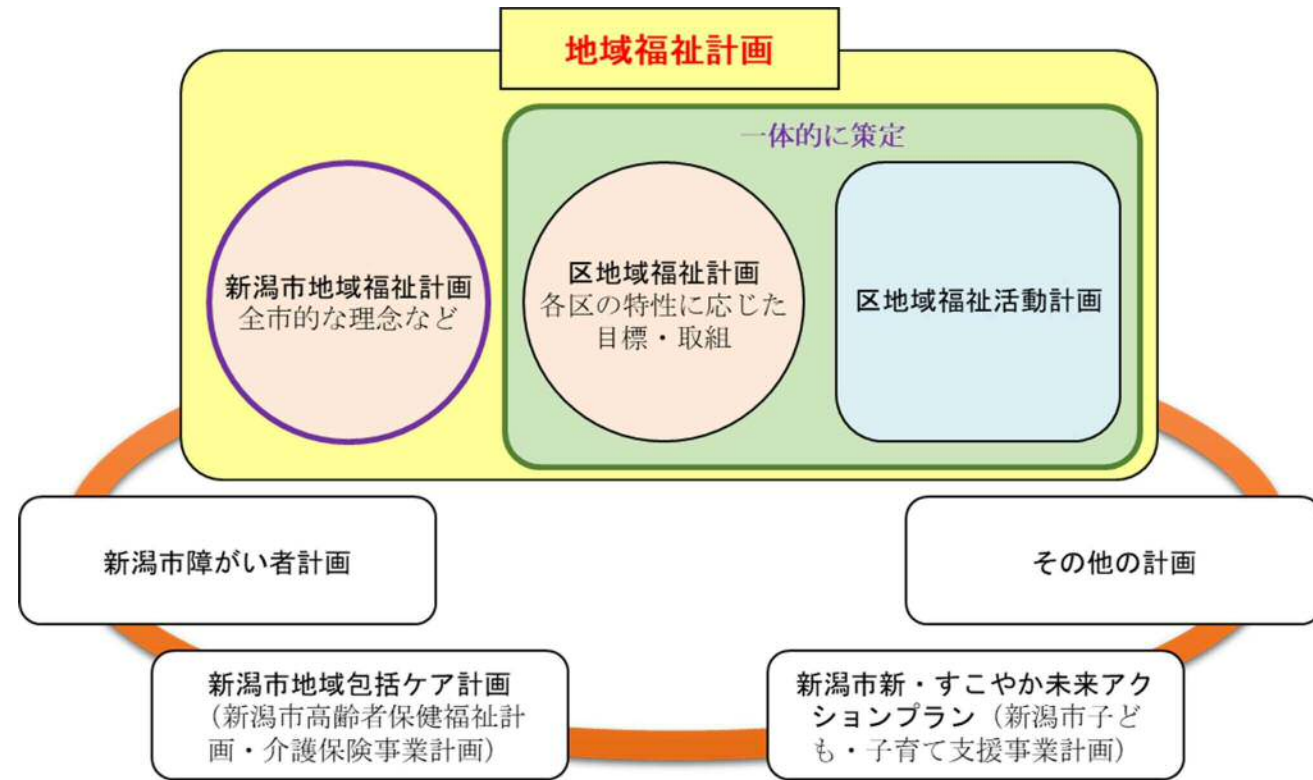 地域福祉計画
一体的に策定
新潟市地域福祉計画
全市的な理念など
区地域福祉計画
各区の特性に応じた
目標・取組
区地域福祉活動計画
新潟市障がい者計画
その他の計画
新潟市地域包括ケア計画
（新潟市高齢者保健福祉計
画・介護保険事業計画）
新潟市新・すこやか未来アク
ションプラン（新潟市子ど
も・子育て支援事業計画）